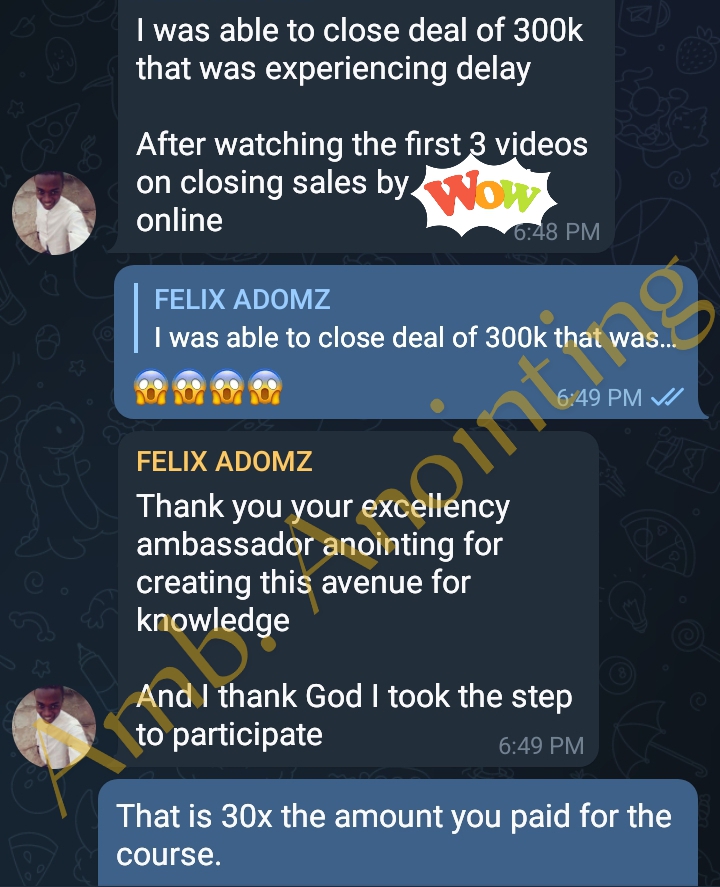 I was able to close deal of 300k
that was experiencing delay
After watching the first 3 videos
on closing sales by WOW
online
6:48 PM
FELIX ADOMZ
I was able to close deal of 300k that was...
😱😱😱😱
6:49 PM
FELIX ADOMZ
Thank you your excellency
ambassador anointing for
creating this avenue for
knowledge
And I thank God I took the step
to participate
6:49 PM
That is 30x the amount you paid for the
course.
Amb. Anointing